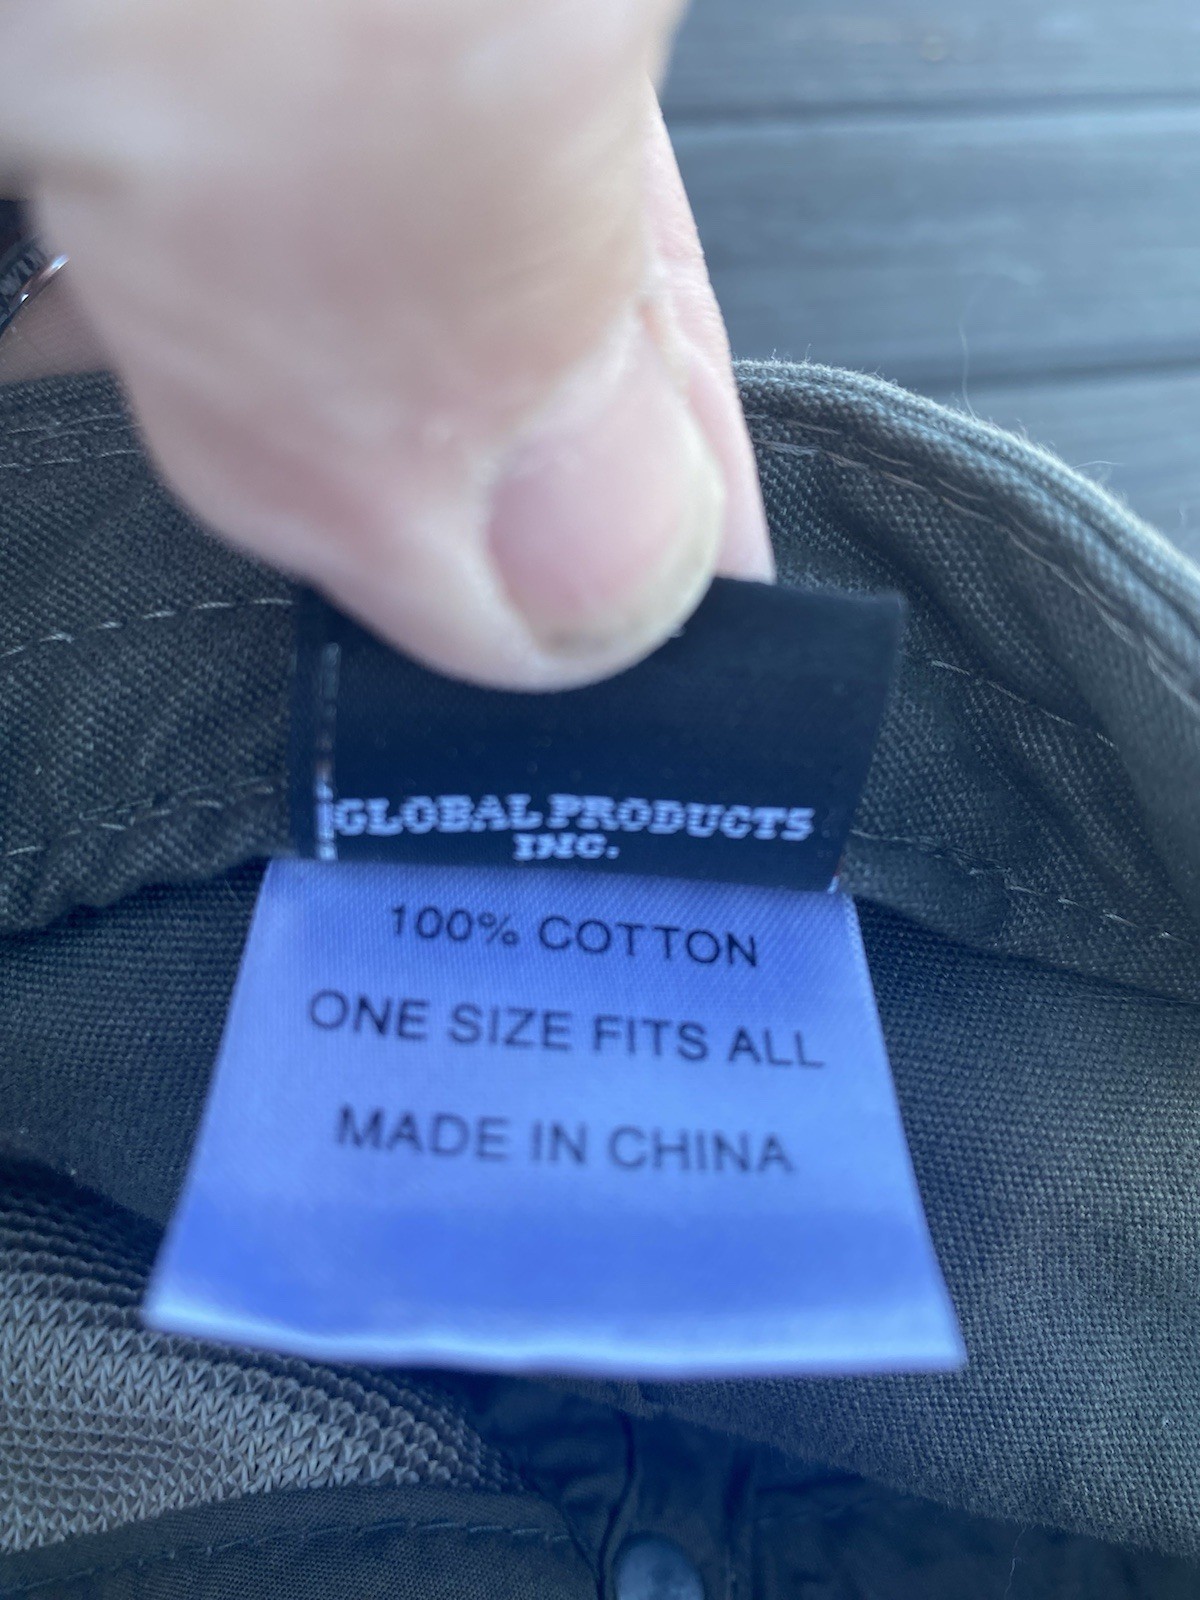 GLOBAL PRODUCTS
INC.
100% COTTON
ONE SIZE FITS ALL
MADE IN CHINA